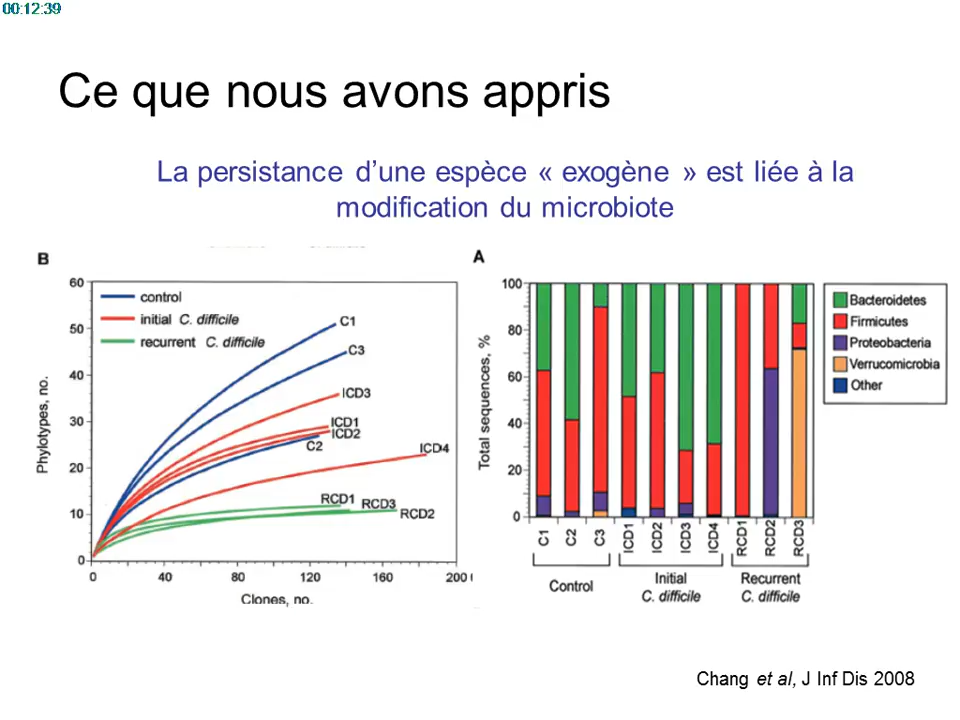 00:12:39
Ce que nous avons appris
La persistance d’une espèce « exogène » est liée à la
modification du microbiote
B
60
50
40
30
20
10
0
Phylotypes, no.
control
initial C. difficile
recurrent C. difficile
C1
C3
ICD3
ICD1
ICD2
C2
ICD4
RCD1
RCD3
RCD2
0 40 80 120 160 200
Clones, no.
A
100
80
60
40
20
0
Total sequences, %
C1 C2 C3 ICD1 ICD2 ICD3 ICD4 RCD1 RCD2 RCD3
Control
Initial
C. difficile
Recurrent
C. difficile
Bacteroidetes
Firmicutes
Proteobacteria
Verrucomicrobia
Other
Chang et al, J Inf Dis 2008